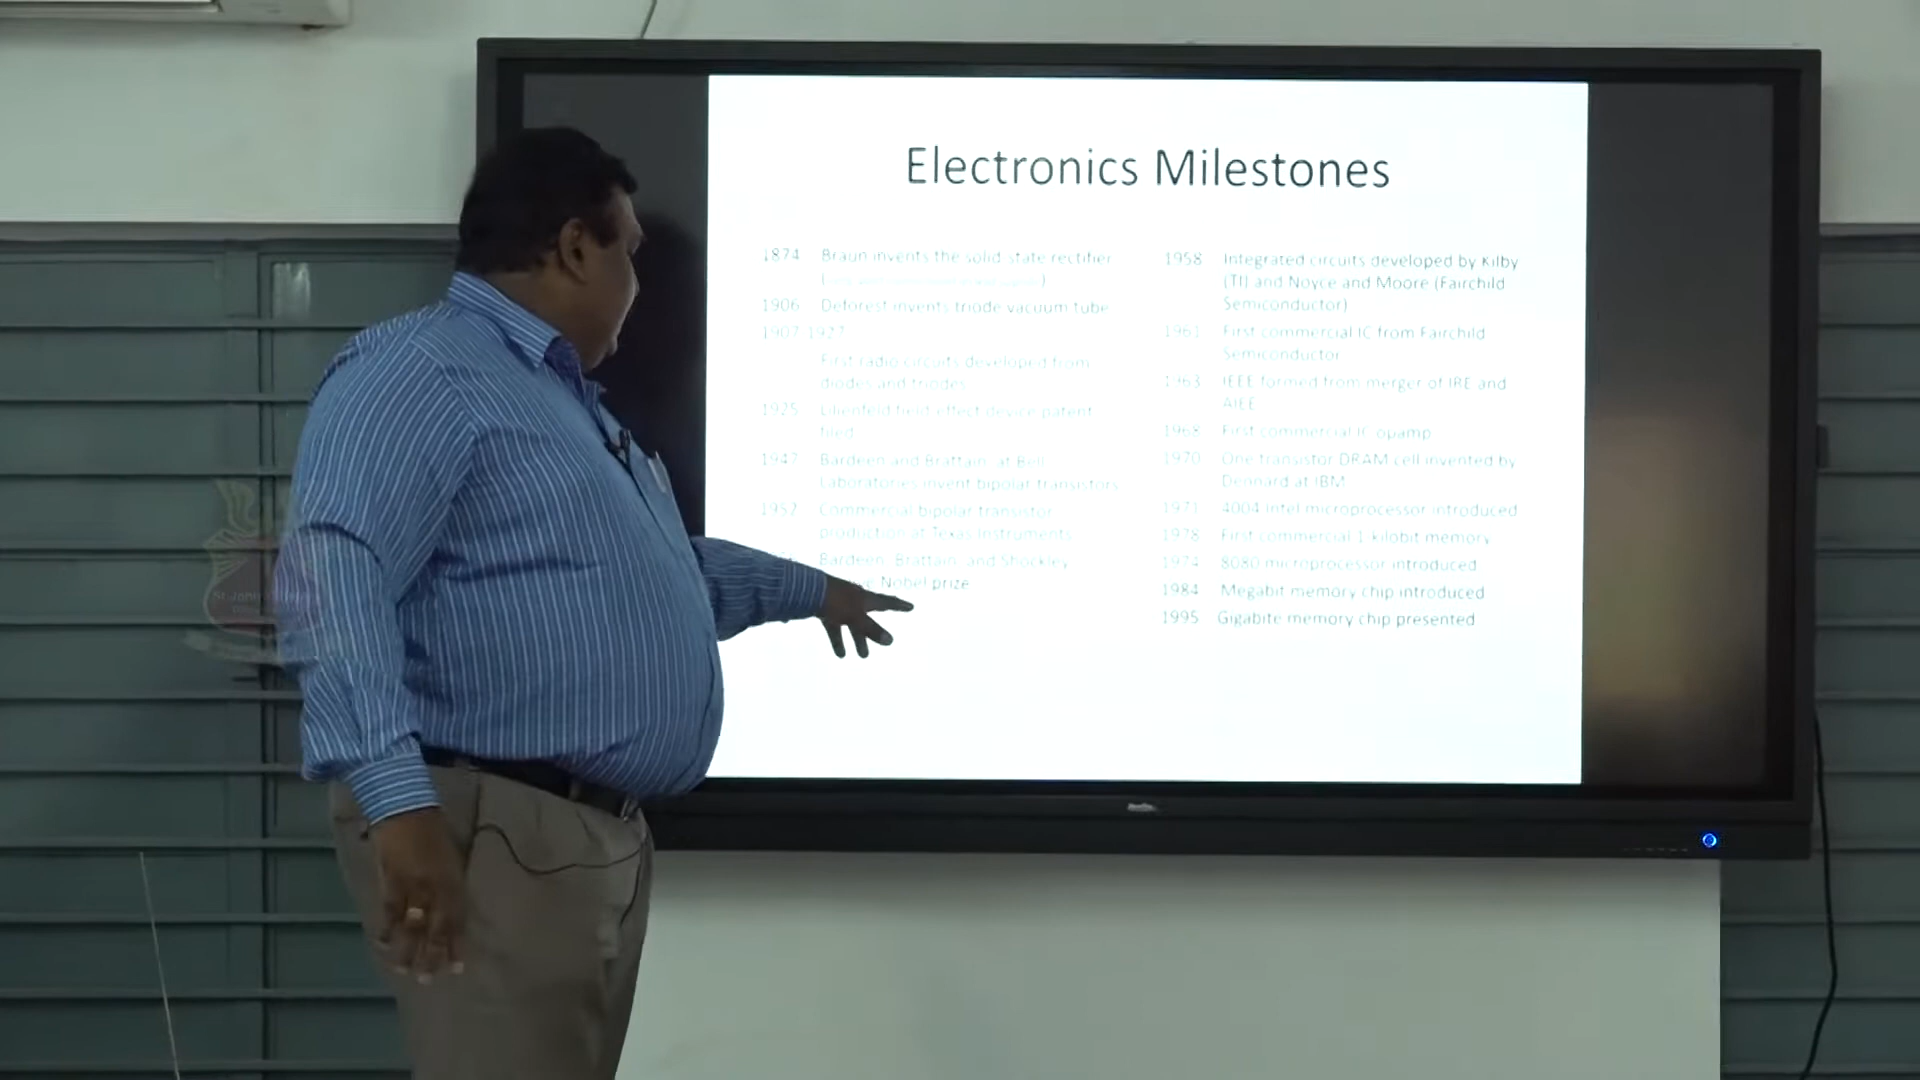 Electronics Milestones
1874 Braun invents the solid state rectifier
1906 Deforest invents triode vacuum tube
1907 1927
First radio circuits developed from
diodes and triodes
1925 Lilienfeld field effect device patent
filed
1947 Bardeen and Brattain at Bell
Laboratories invent bipolar transistors
1952 Commercial bipolar transistor
production at Texas Instruments
Bardeen, Brattain, and Shockley
Nobel prize
1958 Integrated circuits developed by Kilby
(TI) and Noyce and Moore (Fairchild
Semiconductor)
1961 First commercial IC from Fairchild
Semiconductor
1963 IEEE formed from merger of IRE and
AIEE
1968 First commercial IC opamp
1970 One transistor DRAM cell invented by
Dennard at IBM
1971 4004 Intel microprocessor introduced
1978 First commercial 1-kilobit memory
1974 8080 microprocessor introduced
1984 Megabit memory chip introduced
1995 Gigabite memory chip presented